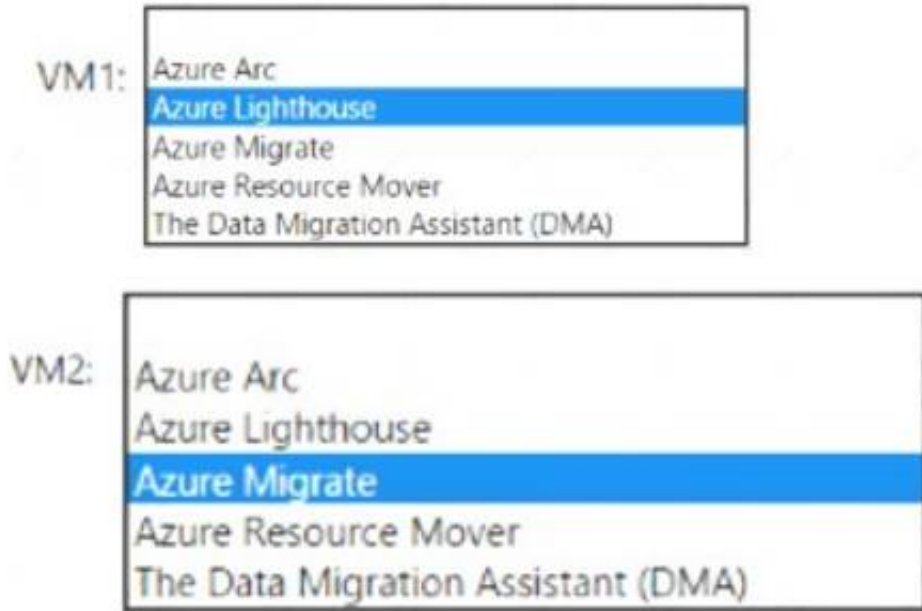 VM1:
Azure Arc
Azure Lighthouse
Azure Migrate
Azure Resource Mover
The Data Migration Assistant (DMA)
VM2:
Azure Arc
Azure Lighthouse
Azure Migrate
Azure Resource Mover
The Data Migration Assistant (DMA)